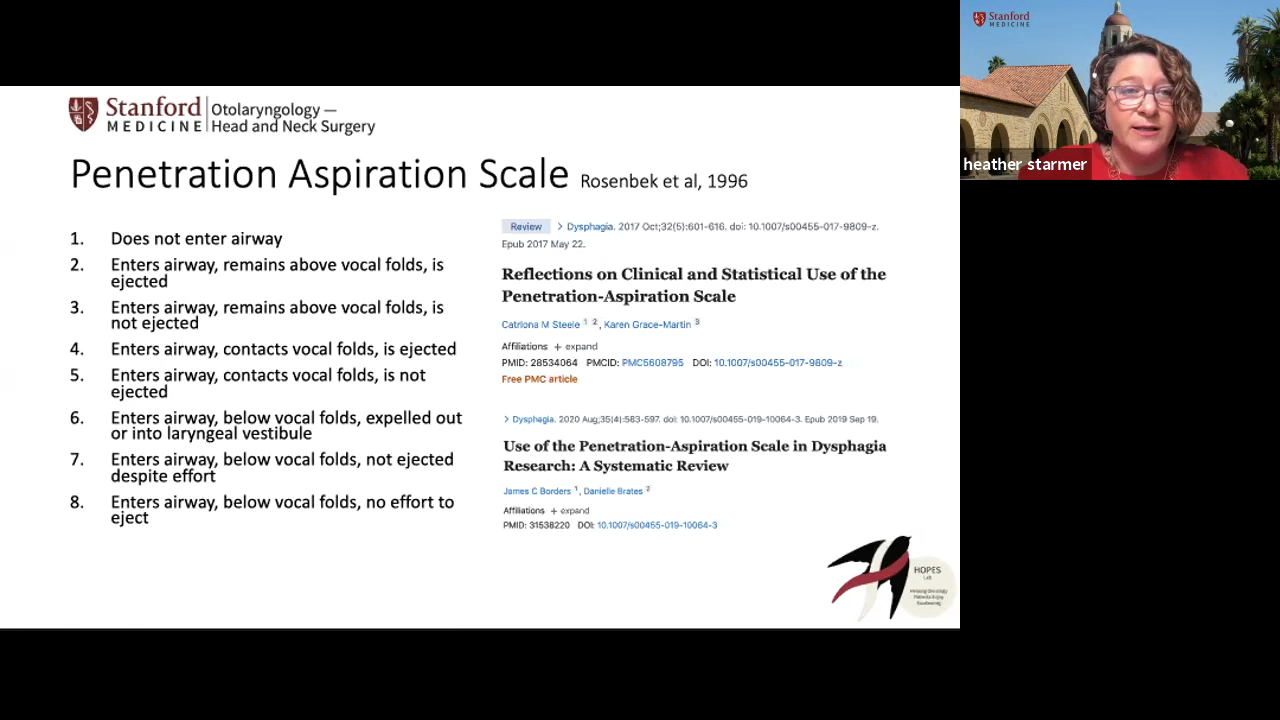 Stanford
MEDICINE
heather starmer
Stanford
MEDICINE
Otolaryngology —
Head and Neck Surgery
Penetration Aspiration Scale Rosenbek et al, 1996
1. Does not enter airway
2. Enters airway, remains above vocal folds, is
ejected
3. Enters airway, remains above vocal folds, is
not ejected
4. Enters airway, contacts vocal folds, is ejected
5. Enters airway, contacts vocal folds, is not
ejected
6. Enters airway, below vocal folds, expelled out
or into laryngeal vestibule
7. Enters airway, below vocal folds, not ejected
despite effort
8. Enters airway, below vocal folds, no effort to
eject
Review > Dysphagia. 2017 Oct;32(5):601-616. doi: 10.1007/s00455-017-9809-z.
Epub 2017 May 22.
Reflections on Clinical and Statistical Use of the
Penetration-Aspiration Scale
Catriona M Steele 1 2, Karen Grace-Martin 3
Affiliations + expand
PMID: 28534064 PMCID: PMC5608795 DOI: 10.1007/s00455-017-9809-z
Free PMC article
> Dysphagia. 2020 Aug;35(4):583-597. doi: 10.1007/s00455-019-10064-3. Epub 2019 Sep 19.
Use of the Penetration-Aspiration Scale in Dysphagia
Research: A Systematic Review
James C Borders 1, Danielle Brates 2
Affiliations + expand
PMID: 31538220 DOI: 10.1007/s00455-019-10064-3
HOPES
Lab